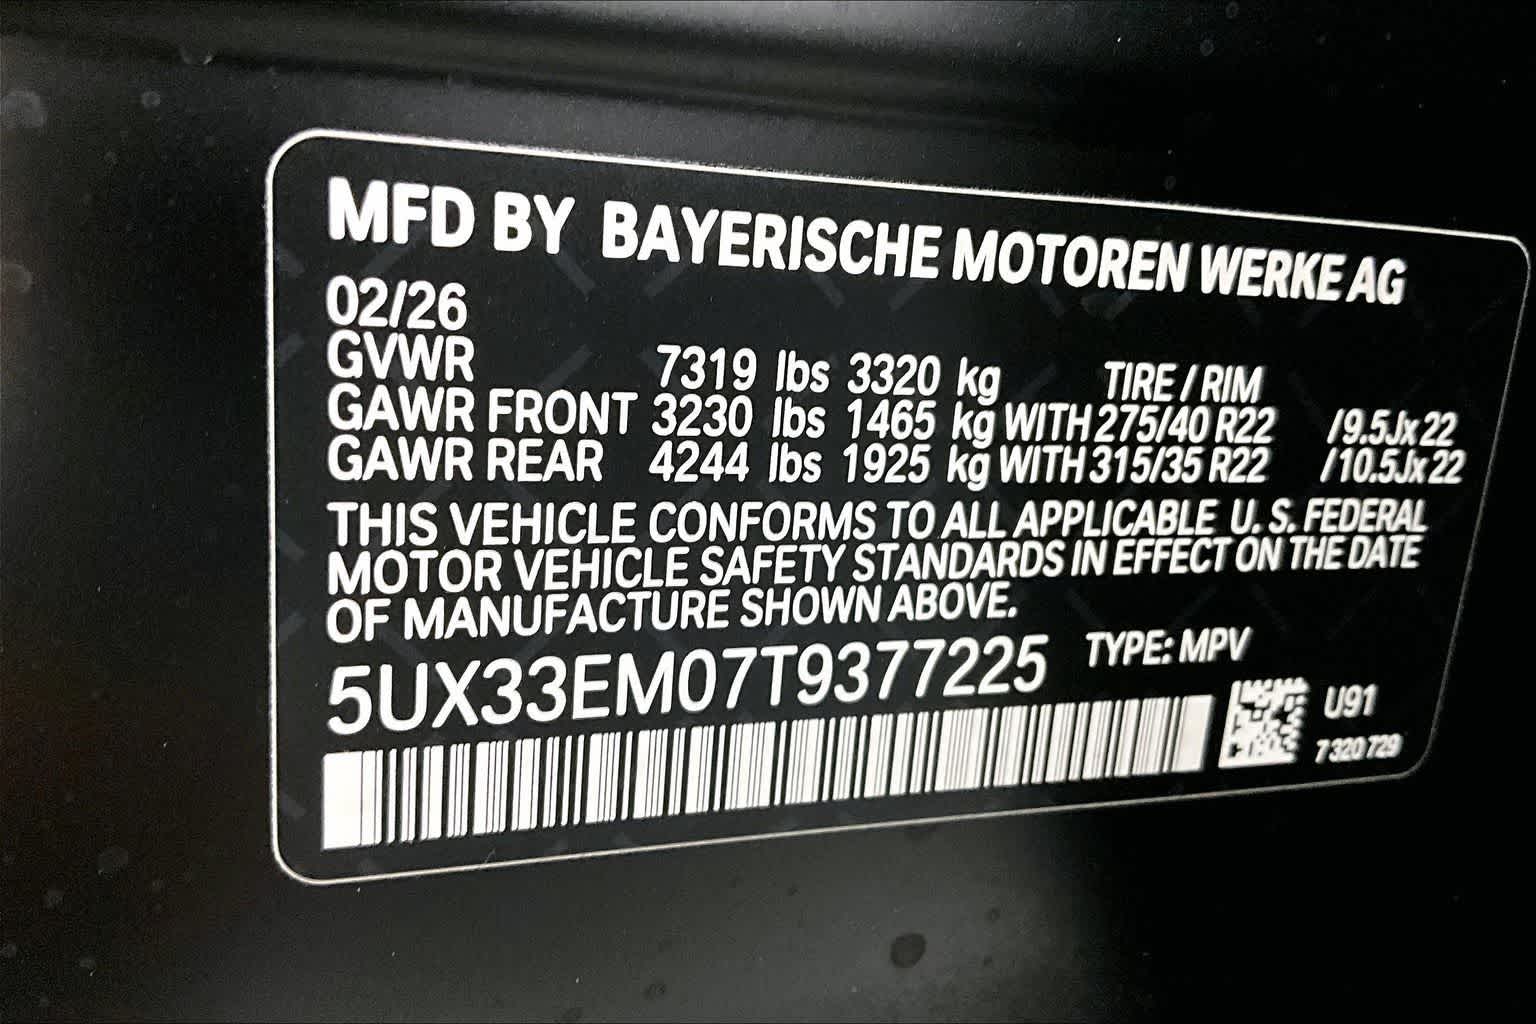 MFD BY BAYERISCHE MOTOREN WERKE AG
02/26
GVWR 7319 lbs 3320 kg TIRE / RIM
GAWR FRONT 3230 lbs 1465 kg WITH 275/40 R22 /9.5Jx22
GAWR REAR 4244 lbs 1925 kg WITH 315/35 R22 /10.5Jx22
THIS VEHICLE CONFORMS TO ALL APPLICABLE U. S. FEDERAL
MOTOR VEHICLE SAFETY STANDARDS IN EFFECT ON THE DATE
OF MANUFACTURE SHOWN ABOVE.
5UX33EM07T9377225 TYPE: MPV
U91
7 320 729